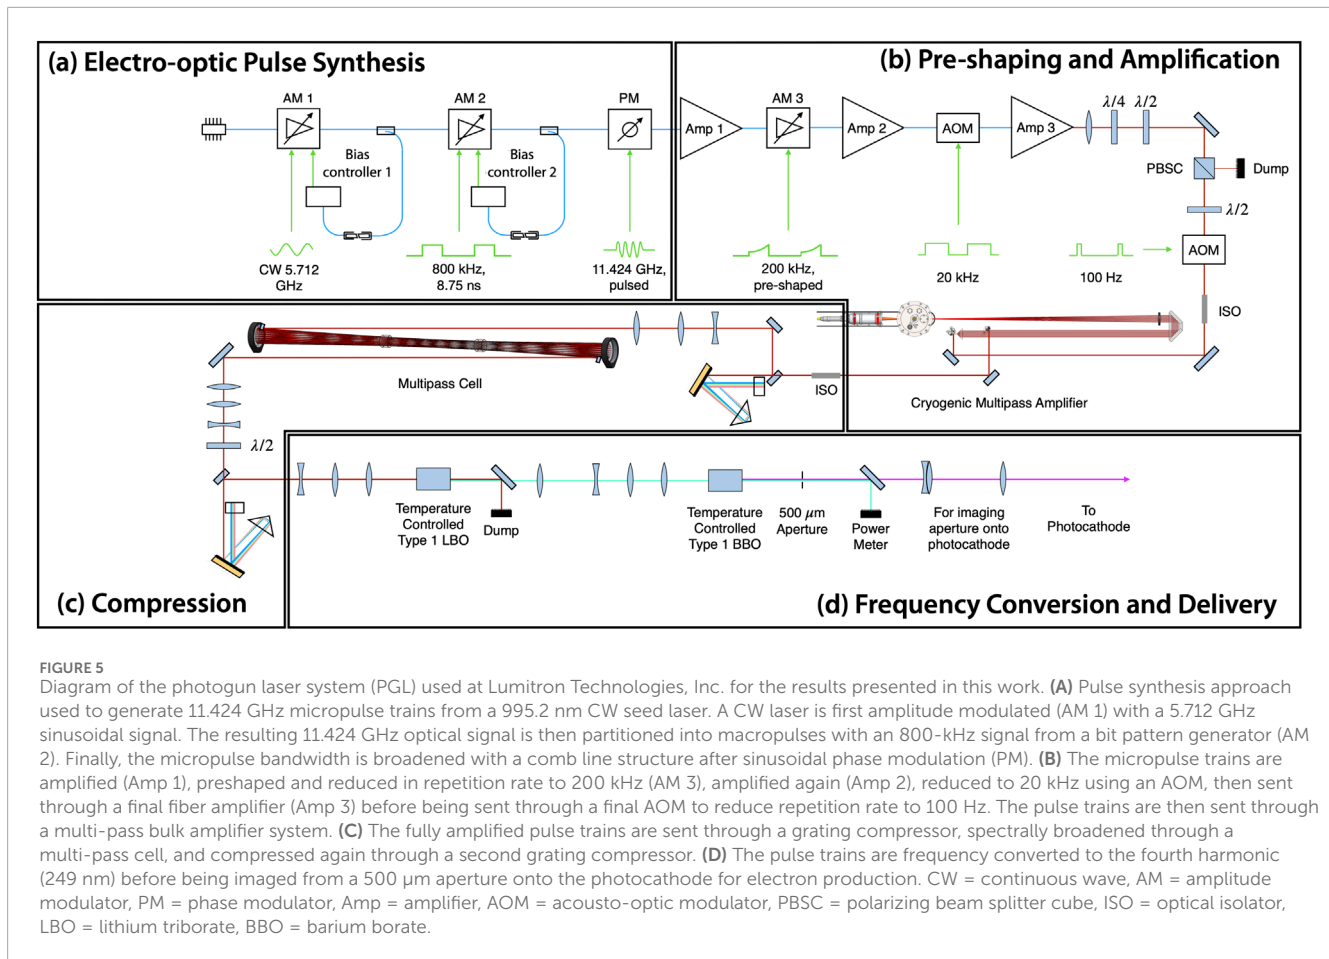 (a) Electro-optic Pulse Synthesis
AM 1
AM 2
PM
Bias
controller 1
Bias
controller 2
CW 5.712
GHz
800 kHz,
8.75 ns
11.424 GHz,
pulsed
(b) Pre-shaping and Amplification
Amp 1
AM 3
Amp 2
AOM
Amp 3
λ/4
λ/2
PBSC
Dump
λ/2
AOM
200 kHz,
pre-shaped
20 kHz
100 Hz
ISO
Cryogenic Multipass Amplifier
Multipass Cell
ISO
λ/2
(c) Compression
Temperature
Controlled
Type 1 LBO
Dump
Temperature
Controlled
Type 1 BBO
500 μm
Aperture
Power
Meter
For imaging
aperture onto
photocathode
To
Photocathode
(d) Frequency Conversion and Delivery
FIGURE 5
Diagram of the photogun laser system (PGL) used at Lumitron Technologies, Inc. for the results presented in this work. (A) Pulse synthesis approach
used to generate 11.424 GHz micropulse trains from a 995.2 nm CW seed laser. A CW laser is first amplitude modulated (AM 1) with a 5.712 GHz
sinusoidal signal. The resulting 11.424 GHz optical signal is then partitioned into macropulses with an 800-kHz signal from a bit pattern generator (AM
2). Finally, the micropulse bandwidth is broadened with a comb line structure after sinusoidal phase modulation (PM). (B) The micropulse trains are
amplified (Amp 1), preshaped and reduced in repetition rate to 200 kHz (AM 3), amplified again (Amp 2), reduced to 20 kHz using an AOM, then sent
through a final fiber amplifier (Amp 3) before being sent through a final AOM to reduce repetition rate to 100 Hz. The pulse trains are then sent through
a multi-pass bulk amplifier system. (C) The fully amplified pulse trains are sent through a grating compressor, spectrally broadened through a
multi-pass cell, and compressed again through a second grating compressor. (D) The pulse trains are frequency converted to the fourth harmonic
(249 nm) before being imaged from a 500 μm aperture onto the photocathode for electron production. CW = continuous wave, AM = amplitude
modulator, PM = phase modulator, Amp = amplifier, AOM = acousto-optic modulator, PBSC = polarizing beam splitter cube, ISO = optical isolator,
LBO = lithium triborate, BBO = barium borate.